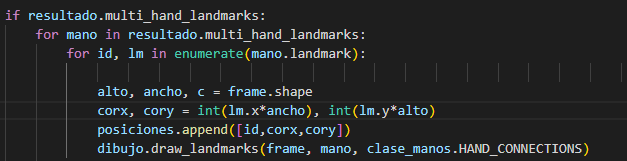 if resultado.multi_hand_landmarks:
for mano in resultado.multi_hand_landmarks:
for id, lm in enumerate(mano.landmark):
alto, ancho, c = frame.shape
corx, cory = int(lm.x*ancho), int(lm.y*alto)
posiciones.append([id,corx,cory])
dibujo.draw_landmarks(frame, mano, clase_manos.HAND_CONNECTIONS)